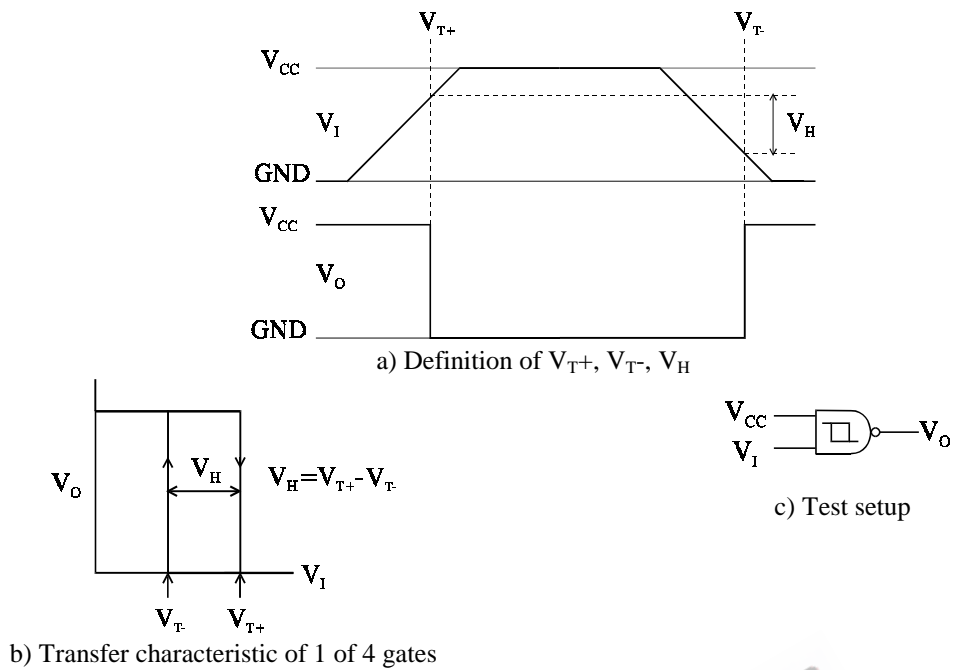 V_T+ V_T-
V_CC
V_I V_H
GND
V_CC
V_O
GND
a) Definition of V_T+, V_T-, V_H
V_O V_H V_H=V_T+-V_T-
V_I
V_T- V_T+
b) Transfer characteristic of 1 of 4 gates
V_CC
V_I V_O
c) Test setup